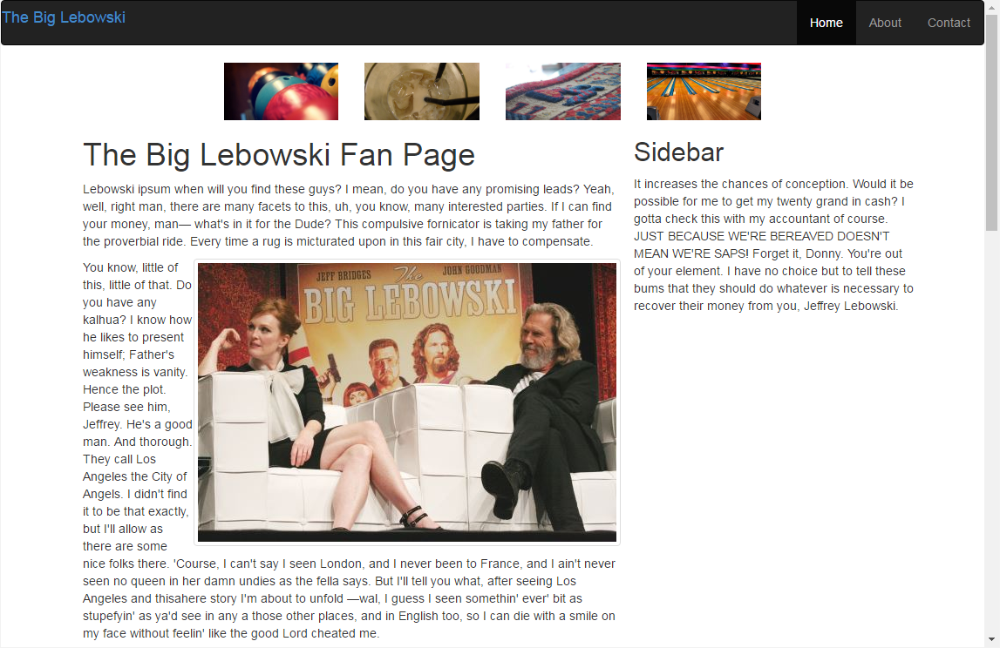 The Big Lebowski
Home About Contact
The Big Lebowski Fan Page
Lebowski ipsum when will you find these guys? I mean, do you have any promising leads? Yeah,
well, right man, there are many facets to this, uh, you know, many interested parties. If I can find
your money, man— what's in it for the Dude? This compulsive fornicator is taking my father for
the proverbial ride. Every time a rug is micturated upon in this fair city, I have to compensate.
You know, little of
this, little of that. Do
you have any
kalhua? I know how
he likes to present
himself; Father's
weakness is vanity.
Hence the plot.
Please see him,
Jeffrey. He's a good
man. And thorough.
They call Los
Angeles the City of
Angels. I didn't find
it to be that exactly,
but I'll allow as
there are some
nice folks there. 'Course, I can't say I seen London, and I never been to France, and I ain't never
seen no queen in her damn undies as the fella says. But I'll tell you what, after seeing Los
Angeles and thisahere story I'm about to unfold —wal, I guess I seen somethin' ever' bit as
stupefyin' as ya'd see in any a those other places, and in English too, so I can die with a smile on
my face without feelin' like the good Lord cheated me.
JEFF BRIDGES The JOHN GOODMAN
BIG LEBOWSKI
Sidebar
It increases the chances of conception. Would it be
possible for me to get my twenty grand in cash? I
gotta check this with my accountant of course.
JUST BECAUSE WE'RE BEREAVED DOESN'T
MEAN WE'RE SAPS! Forget it, Donny. You're out
of your element. I have no choice but to tell these
bums that they should do whatever is necessary to
recover their money from you, Jeffrey Lebowski.